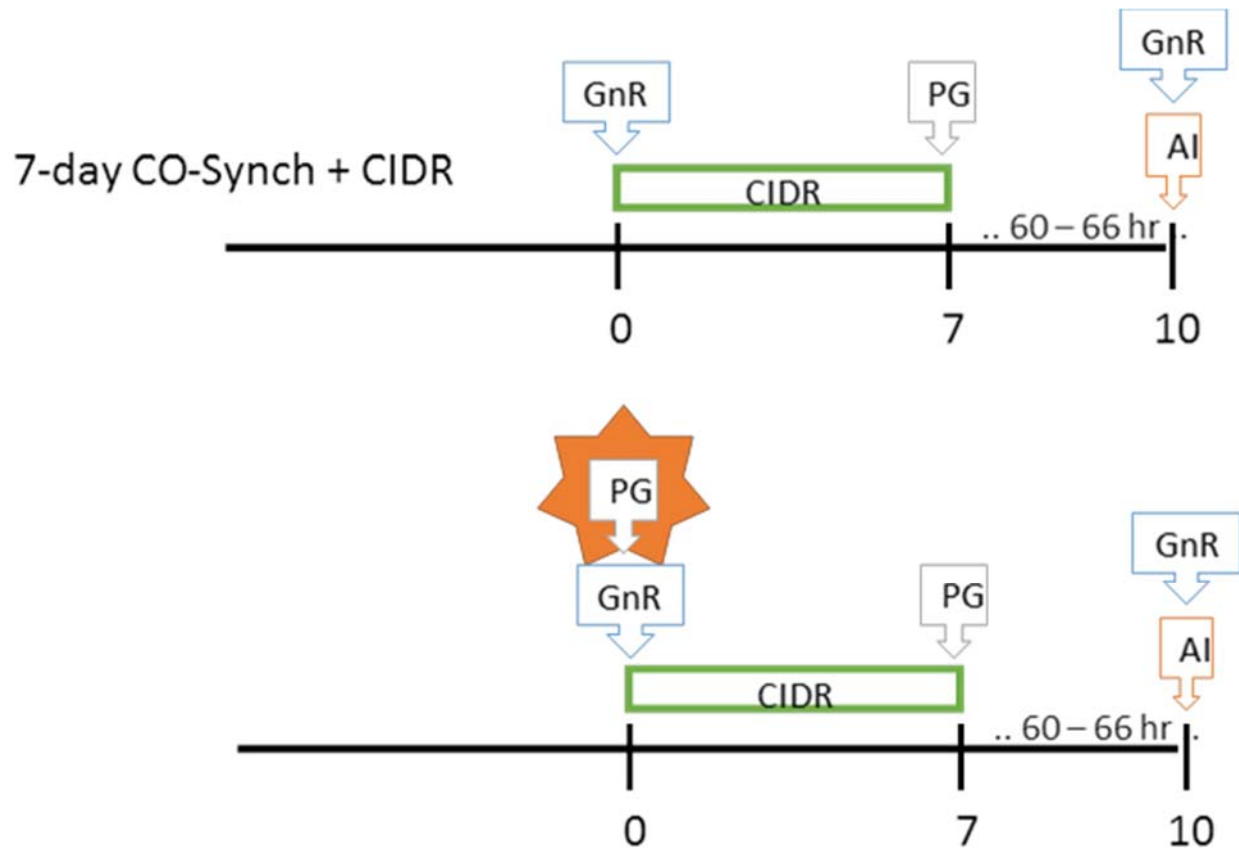 GnR
GnR
PG
AI
7-day CO-Synch + CIDR
CIDR
.. 60 – 66 hr .
0
7
10
PG
GnR
GnR
PG
AI
CIDR
.. 60 – 66 hr .
0
7
10